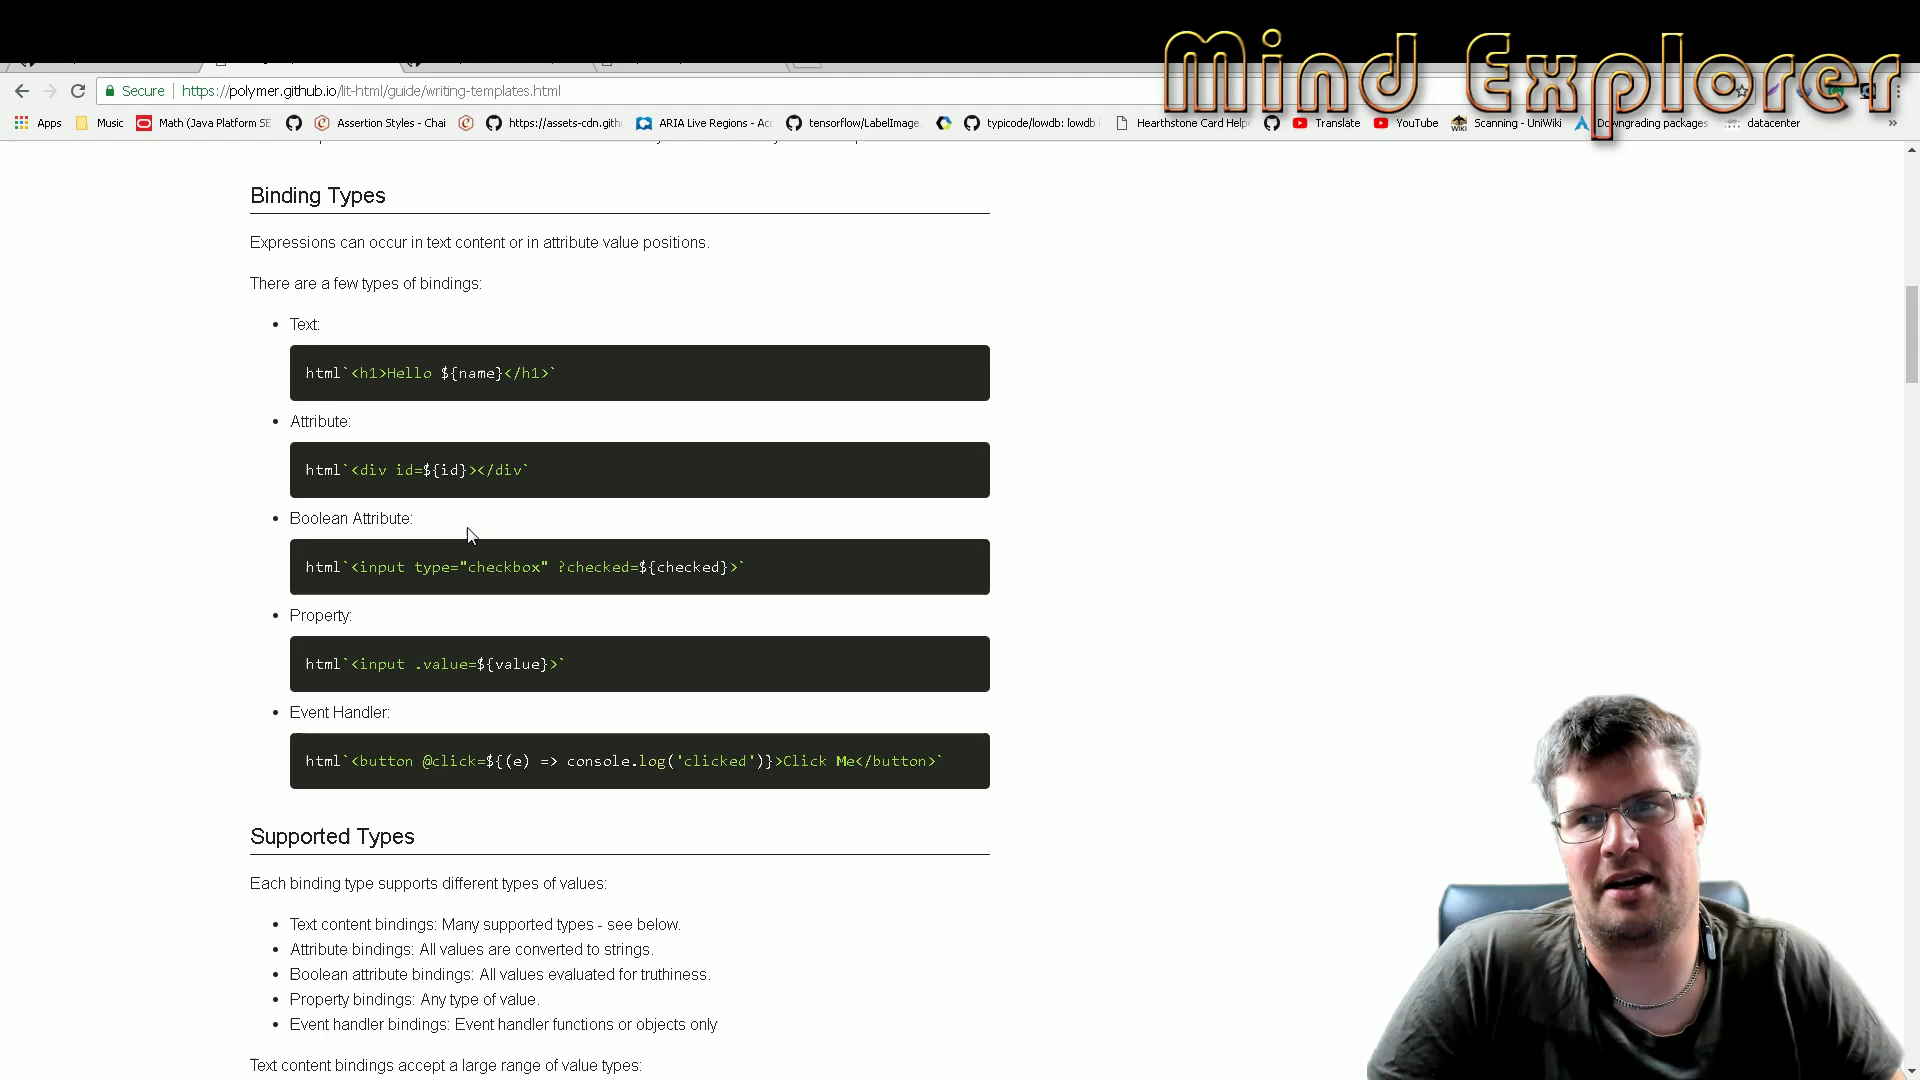 Mind Explorer
Secure
https://polymer.github.io/lit-html/guide/writing-templates.html
Apps
Music
Math (Java Platform SE
Assertion Styles - Chai
https://assets-cdn.gith
ARIA Live Regions - Acc
tensorflow/LabelImage
typicode/lowdb: lowdb i
Hearthstone Card Help
Translate
YouTube
WIKI
Scanning - UniWiki
Downgrading packages
datacenter
Binding Types
Expressions can occur in text content or in attribute value positions.
There are a few types of bindings:
• Text:
html`<h1>Hello ${name}</h1>`
• Attribute:
html`<div id=${id}></div`
• Boolean Attribute:
html`<input type="checkbox" ?checked=${checked}>`
• Property:
html`<input .value=${value}>`
• Event Handler:
html`<button @click=${(e) => console.log('clicked')}>Click Me</button>`
Supported Types
Each binding type supports different types of values:
• Text content bindings: Many supported types - see below.
• Attribute bindings: All values are converted to strings.
• Boolean attribute bindings: All values evaluated for truthiness.
• Property bindings: Any type of value.
• Event handler bindings: Event handler functions or objects only
Text content bindings accept a large range of value types: